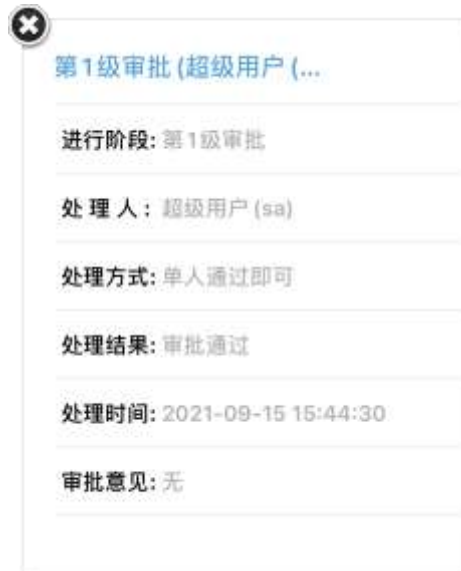 第1级审批 (超级用户 (...
进行阶段: 第1级审批
处 理 人 : 超级用户 (sa)
处理方式: 单人通过即可
处理结果: 审批通过
处理时间: 2021-09-15 15:44:30
审批意见: 无